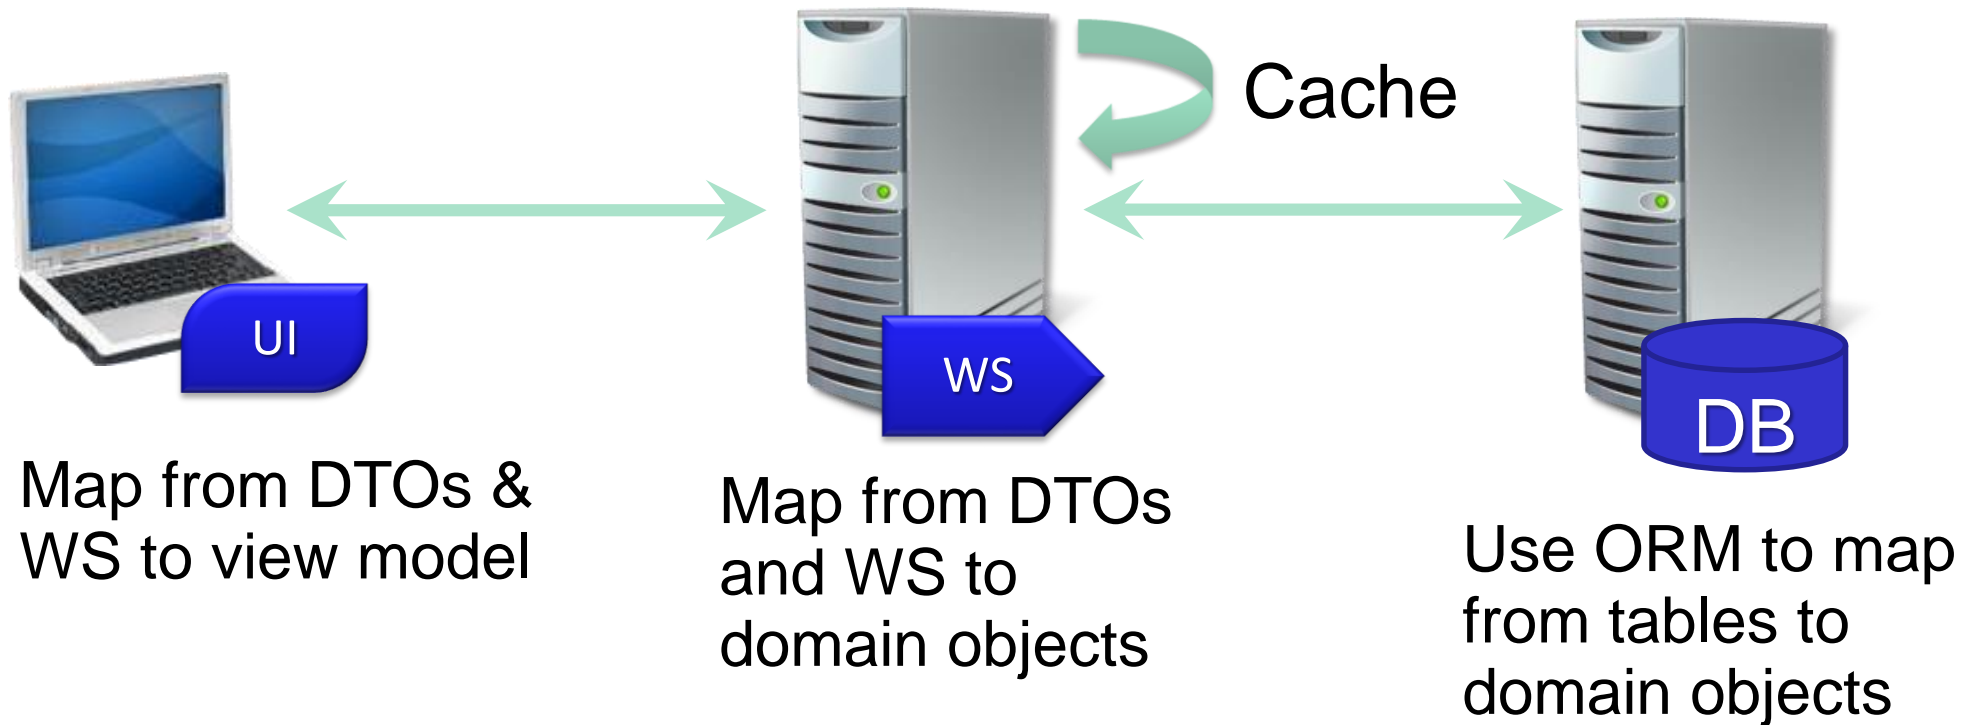 Cache
UI
WS
DB
Map from DTOs &
WS to view model
Map from DTOs
and WS to
domain objects
Use ORM to map
from tables to
domain objects